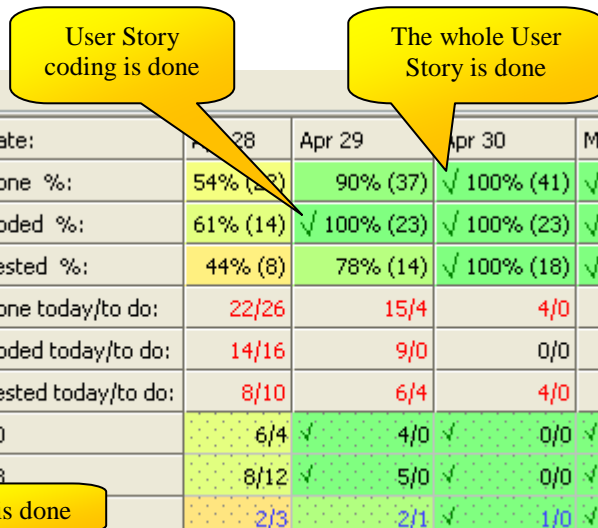 User Story
coding is done
The whole User
Story is done
ate: Apr 28 Apr 29 Apr 30 M
one %: 54% (23) 90% (37) √ 100% (41) √
oded %: 61% (14) √ 100% (23) √ 100% (23) √
ested %: 44% (8) 78% (14) √ 100% (18) √
one today/to do: 22/26 15/4 4/0
oded today/to do: 14/16 9/0 0/0
ested today/to do: 8/10 6/4 4/0
6/4 √ 4/0 √ 0/0 √
8/12 √ 5/0 √ 0/0 √
is done 2/3 2/1 √ 1/0 √